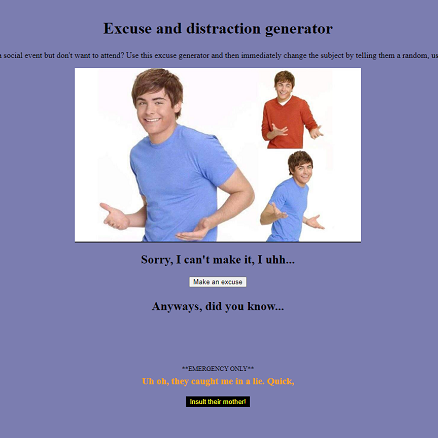 Excuse and distraction generator
a social event but don't want to attend? Use this excuse generator and then immediately change the subject by telling them a random, us
Sorry, I can't make it, I uhh...
Make an excuse
Anyways, did you know...
**EMERGENCY ONLY**
Uh oh, they caught me in a lie. Quick,
Insult their mother!